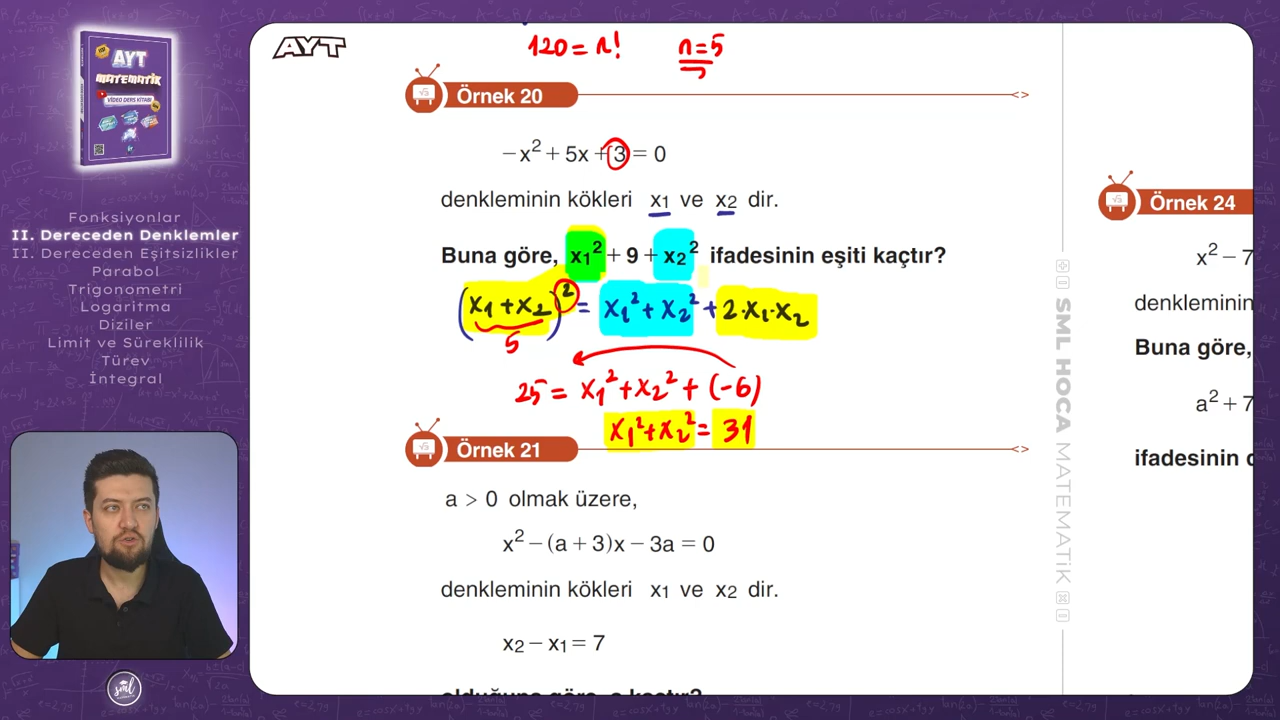 AYT
MATEMATİK
VİDEO DERS KİTABI
Fonksiyonlar
II. Dereceden Denklemler
II. Dereceden Eşitsizlikler
Parabol
Trigonometri
Logaritma
Diziler
Limit ve Süreklilik
Türev
İntegral
sml
AYT
120 = n! n=5
Örnek 20
−x² + 5x + 3 = 0
denkleminin kökleri x₁ ve x₂ dir.
Buna göre, x₁² + 9 + x₂² ifadesinin eşiti kaçtır?
(x₁ + x₂)² = x₁² + x₂² + 2·x₁·x₂
5
25 = x₁² + x₂² + (−6)
x₁² + x₂² = 31
Örnek 21
a > 0 olmak üzere,
x² − (a + 3)x − 3a = 0
denkleminin kökleri x₁ ve x₂ dir.
x₂ − x₁ = 7
olduğuna göre, a kaçtır?
SML HOCA MATEMATİK
Örnek 24
x² − 7
denkleminin
Buna göre,
a² + 7
ifadesinin